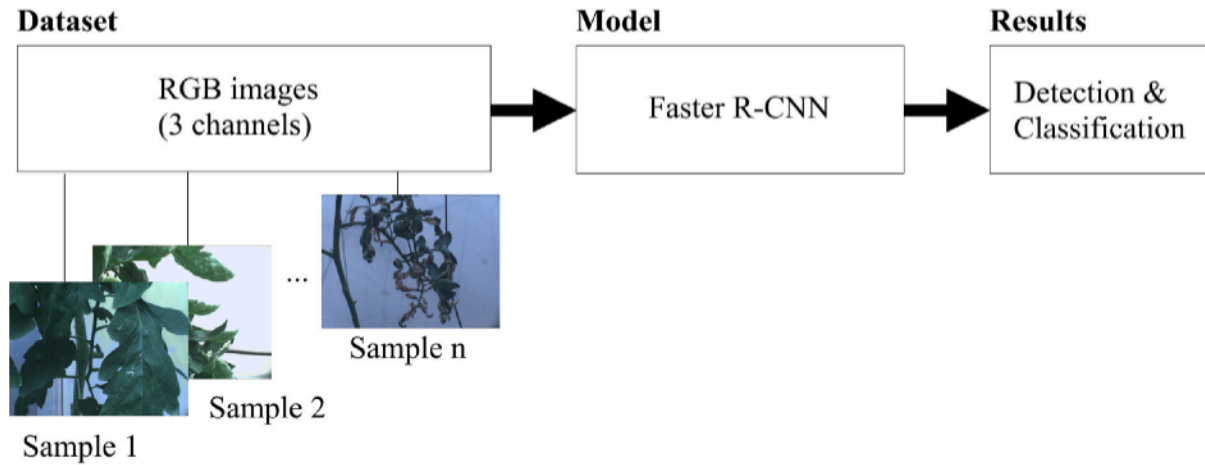 Dataset
RGB images
(3 channels)
Model
Faster R-CNN
Results
Detection &
Classification
...
Sample 1
Sample 2
Sample n